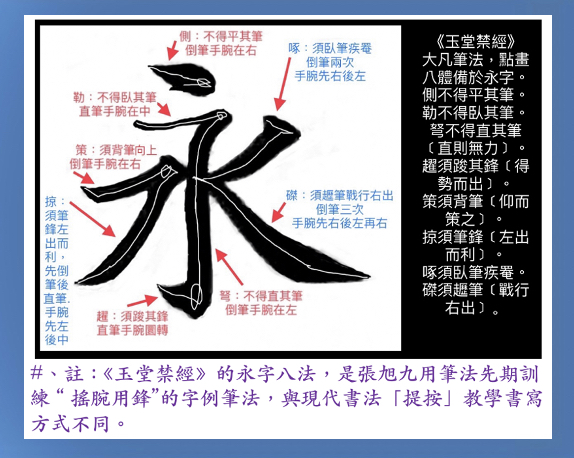 側：不得平其筆
倒筆手腕在右
勒：不得臥其筆
直筆手腕在中
策：須背筆向上
倒筆手腕在右
掠：
須筆
鋒左
出而
利，
先倒
筆後
直筆.
手腕
先左
後中
趯：須踆其鋒
直筆手腕圓轉
啄：須臥筆疾罨
倒筆兩次
手腕先右後左
磔：須趯筆戰行右出
倒筆三次
手腕先右後左再右
弩：不得直其筆
倒筆手腕在左
永
《玉堂禁經》
大凡筆法，點畫
八體備於永字。
側不得平其筆。
勒不得臥其筆。
弩不得直其筆
〔直則無力〕。
趯須踆其鋒〔得
勢而出〕。
策須背筆〔仰而
策之〕。
掠須筆鋒〔左出
而利〕。
啄須臥筆疾罨。
磔須趯筆〔戰行
右出〕。
#、註：《玉堂禁經》的永字八法，是張旭九用筆法先期訓
練“搖腕用鋒”的字例筆法，與現代書法「提按」教學書寫
方式不同。